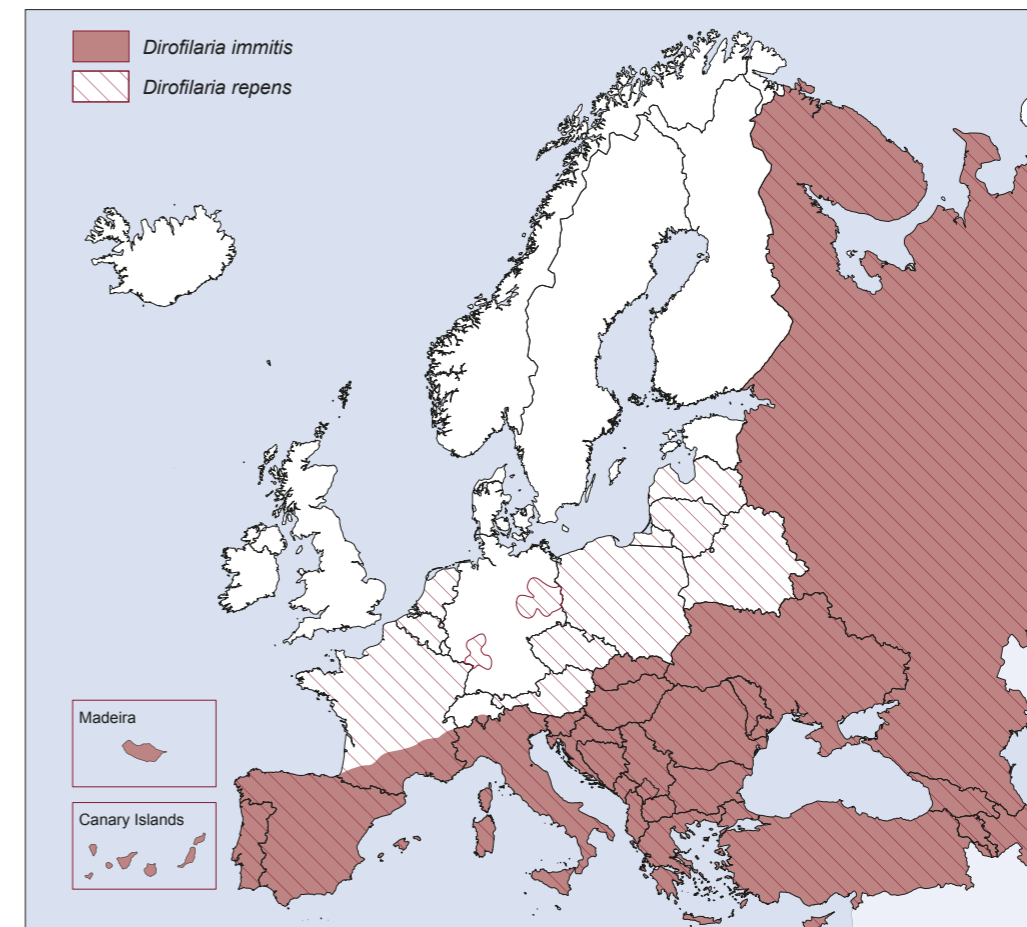 Dirofilaria immitis
Dirofilaria repens
Madeira
Canary Islands